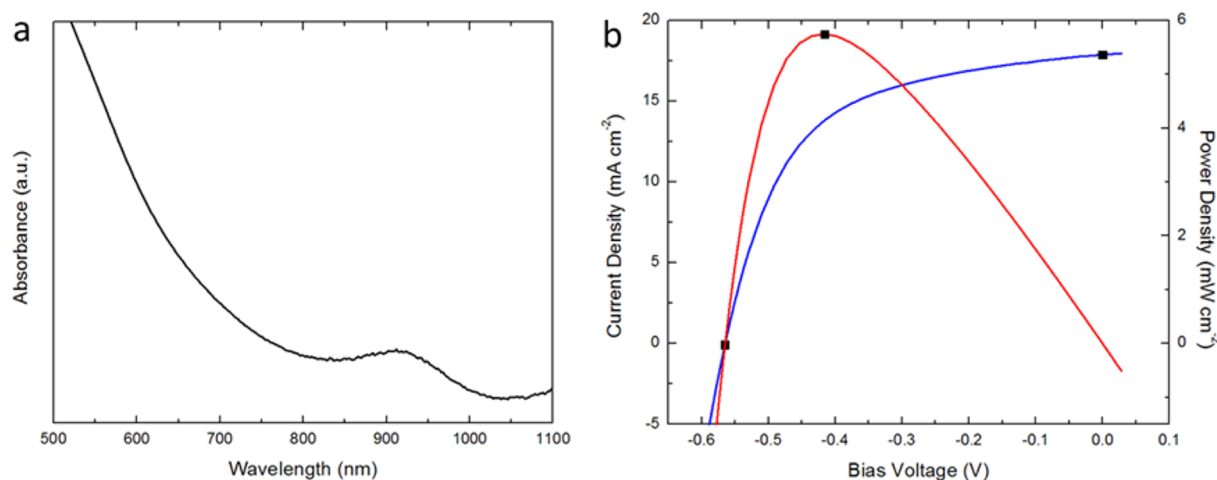 a
Absorbance (a.u.)
500 600 700 800 900 1000 1100
Wavelength (nm)
b
20
15
10
5
0
-5
Current Density (mA cm-2)
6
4
2
0
Power Density (mW cm-2)
-0.6 -0.5 -0.4 -0.3 -0.2 -0.1 0.0 0.1
Bias Voltage (V)